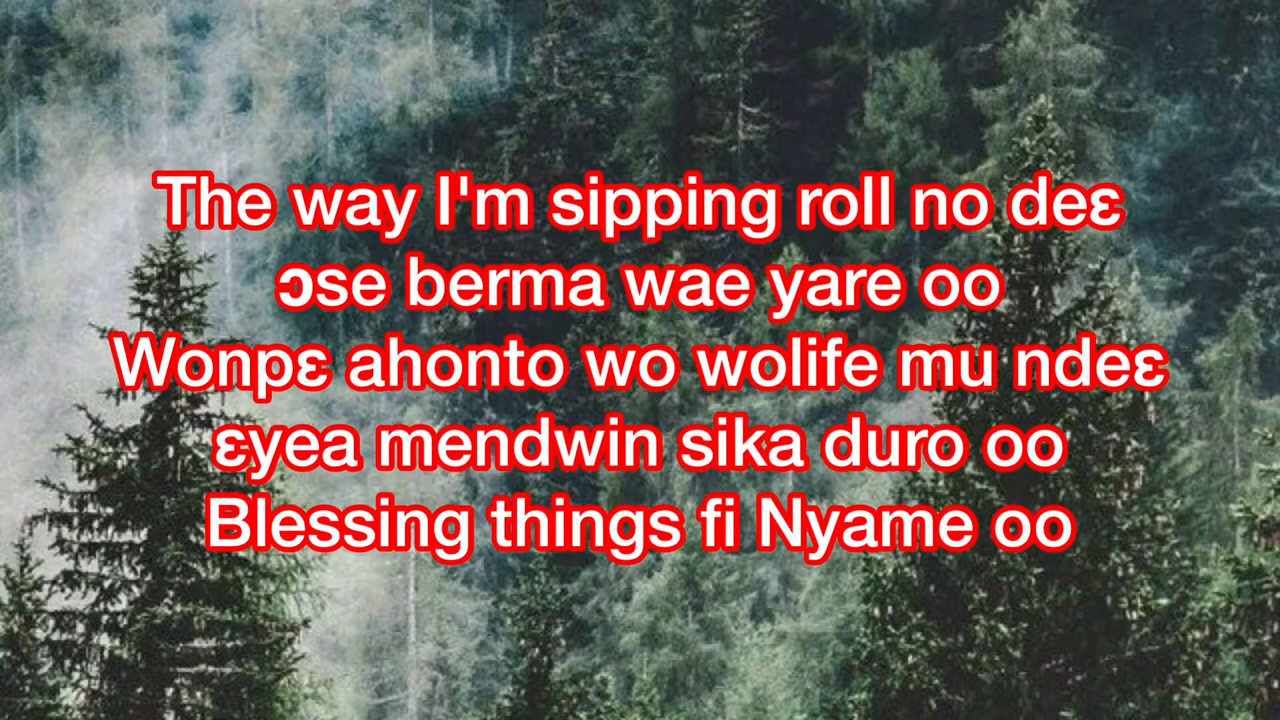 The way I'm sipping roll no deɛ
ɔse berma wae yare oo
Wonpɛ ahonto wo wolife mu ndeɛ
ɛyea mendwin sika duro oo
Blessing things fi Nyame oo